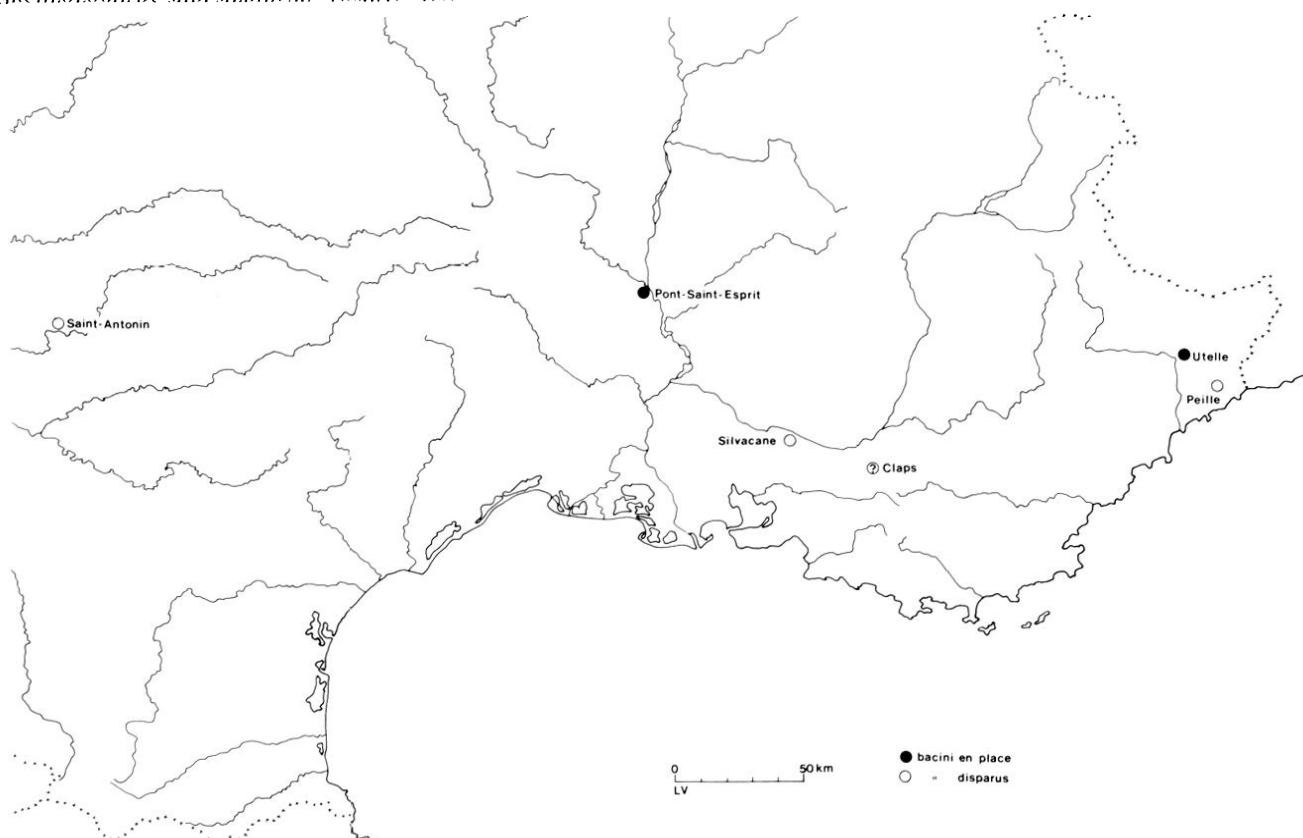 Pont-Saint-Esprit
Saint-Antonin
Utelle
Peille
Silvacane
? Claps
bacini en place
" disparus
0 50 km
LV